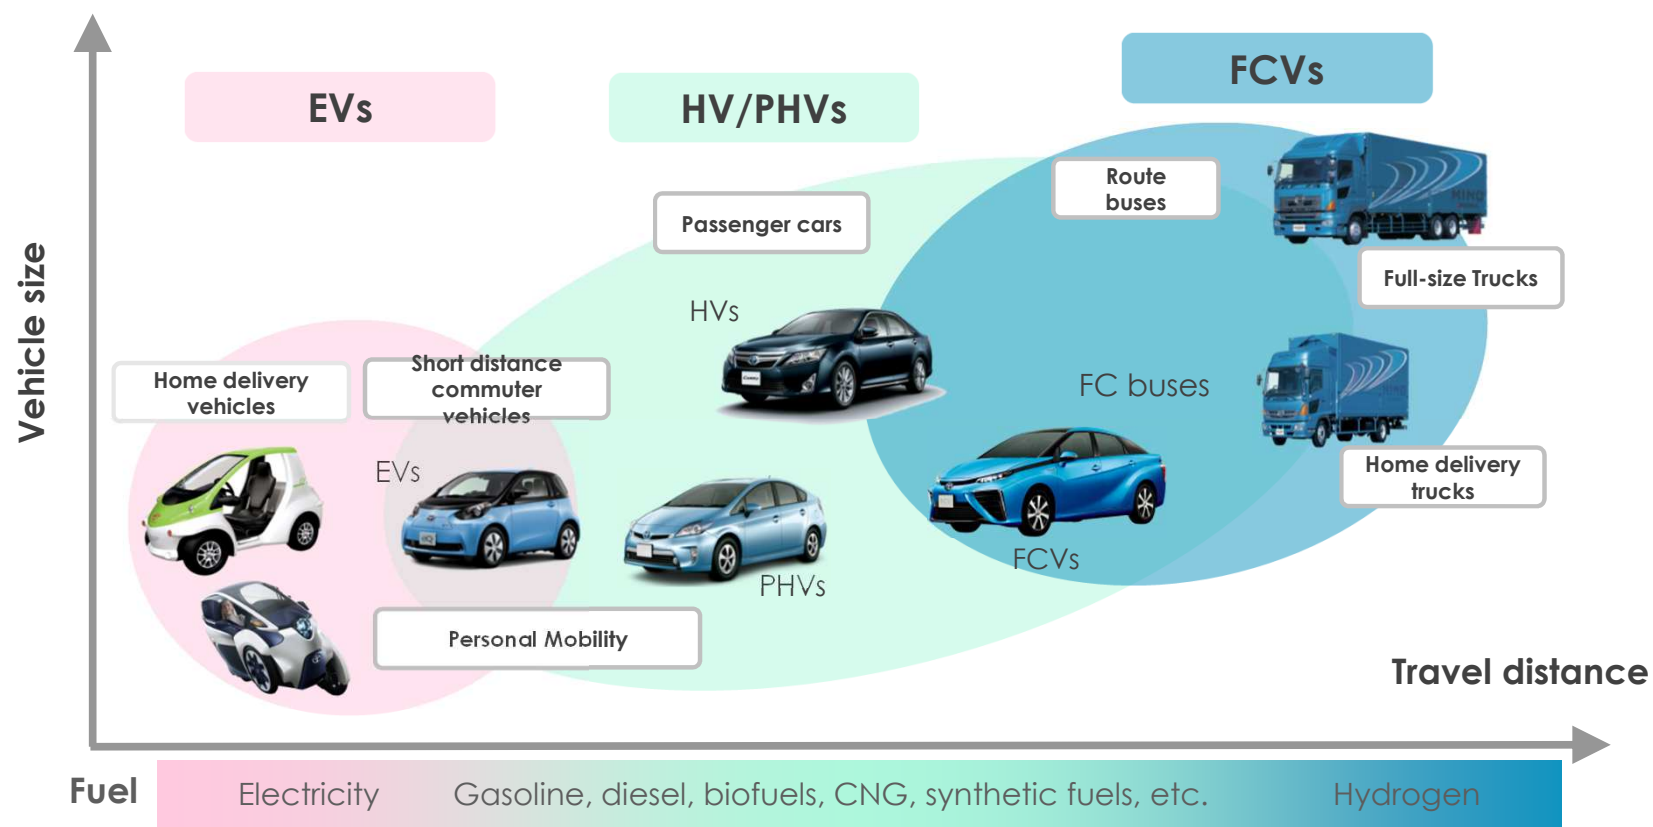 FCVs
EVs
HV/PHVs
Route
buses
Passenger cars
HINO
Full-size Trucks
Vehicle size
HVs
Short distance
commuter
vehicles
Home delivery
vehicles
FC buses
EVs
Home delivery
trucks
FCVs
PHVs
Personal Mobility
Travel distance
Fuel
Electricity
Gasoline, diesel, biofuels, CNG, synthetic fuels, etc.
Hydrogen